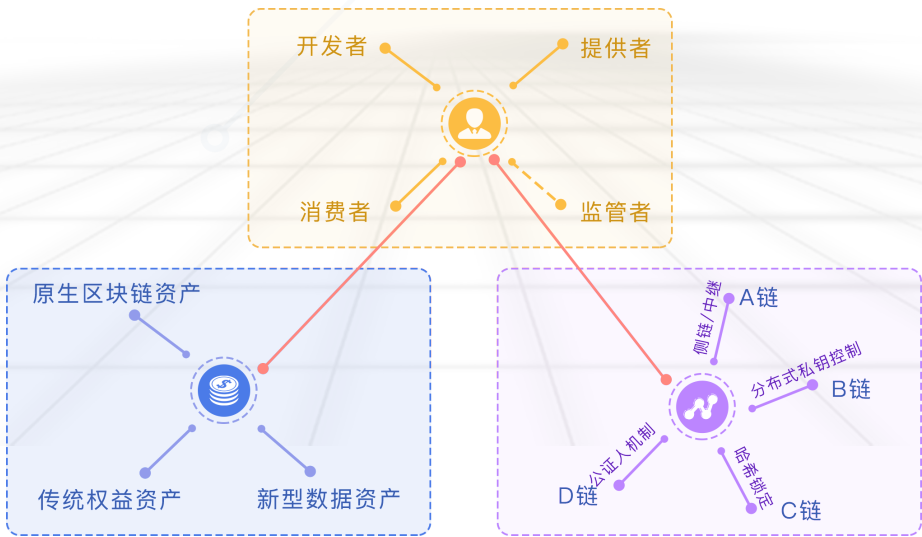 开发者
提供者
消费者
监管者
原生区块链资产
传统权益资产
新型数据资产
侧链/中继
A链
分布式私钥控制
B链
公证人机制
D链
哈希锁定
C链